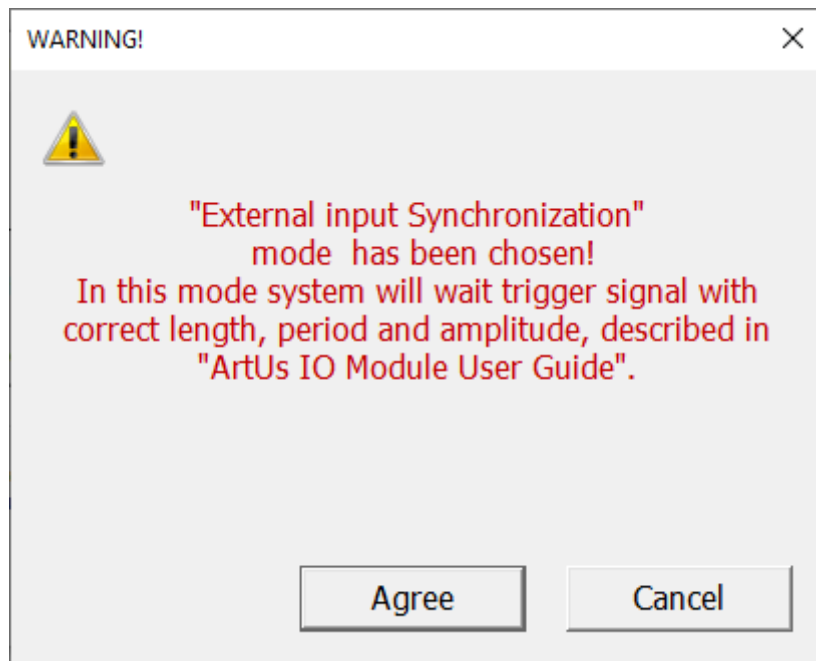 WARNING!
"External input Synchronization"
mode  has been chosen!
In this mode system will wait trigger signal with
correct length, period and amplitude, described in
"ArtUs IO Module User Guide".
Agree
Cancel